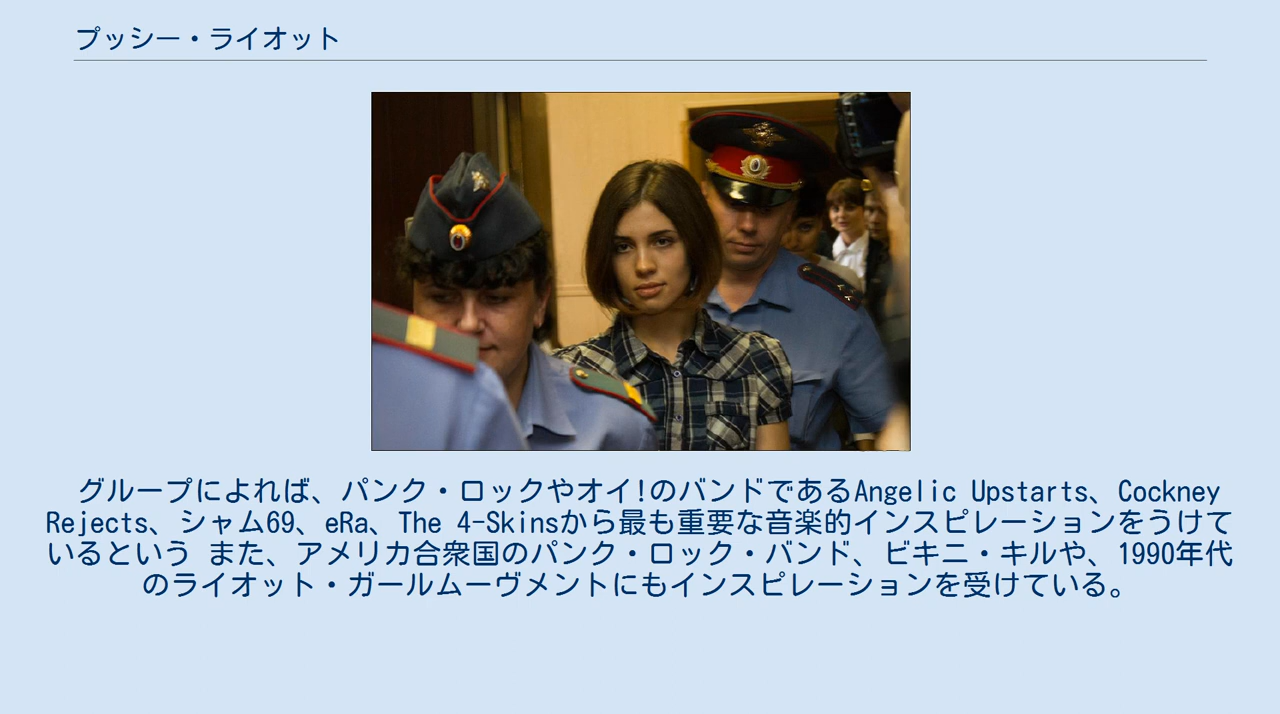 プッシー・ライオット
グループによれば、パンク・ロックやオイ!のバンドであるAngelic Upstarts、Cockney
Rejects、シャム69、eRa、The 4-Skinsから最も重要な音楽的インスピレーションをうけて
いるという また、アメリカ合衆国のパンク・ロック・バンド、ビキニ・キルや、1990年代
のライオット・ガールムーヴメントにもインスピレーションを受けている。